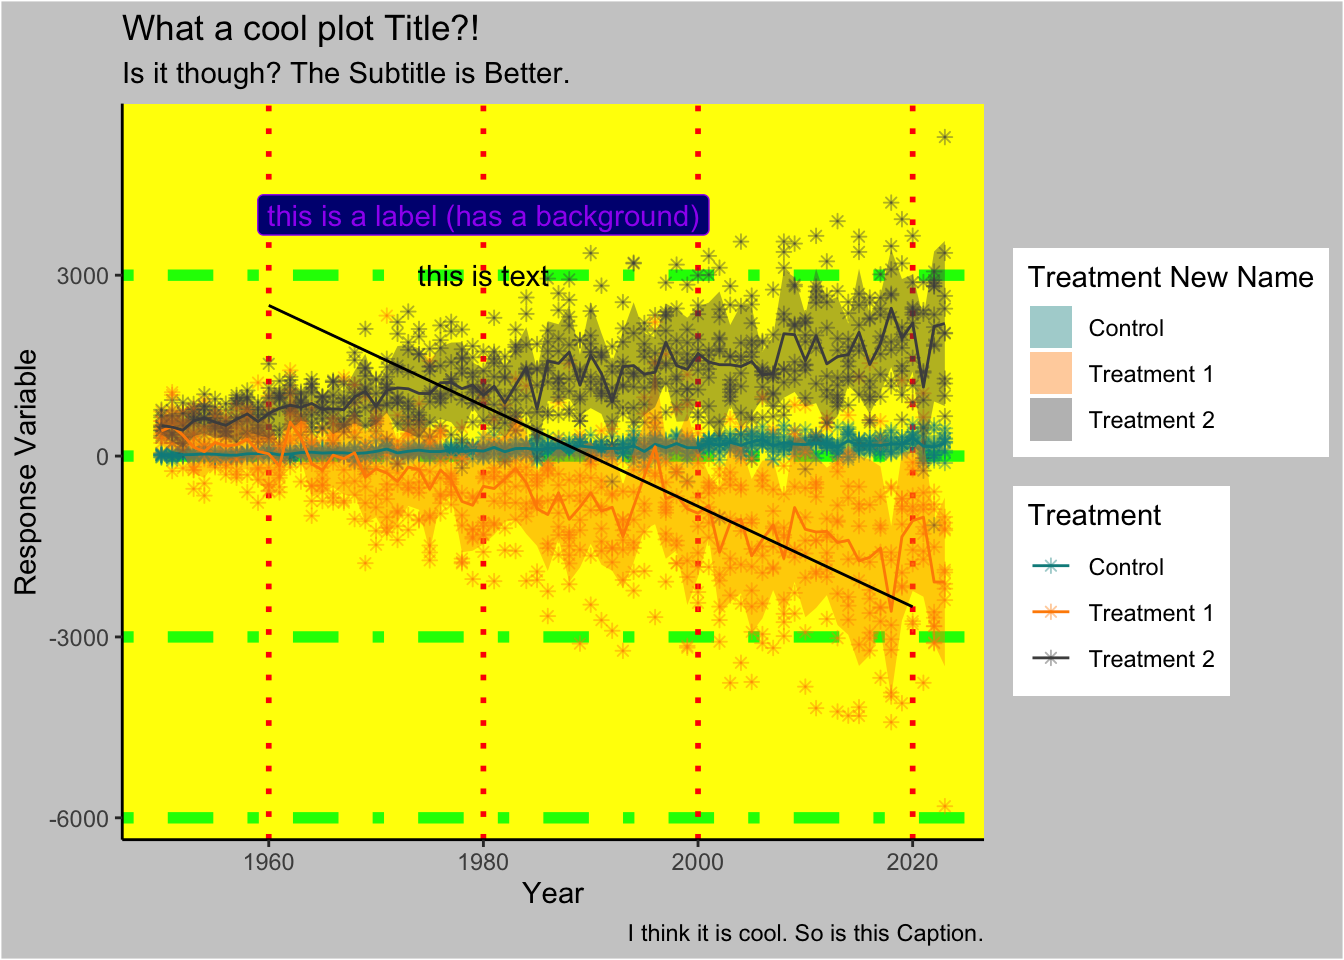 What a cool plot Title?!
Is it though? The Subtitle is Better.
this is a label (has a background)
this is text
3000
0
-3000
-6000
Response Variable
1960 1980 2000 2020
Year
I think it is cool. So is this Caption.
Treatment New Name
Control
Treatment 1
Treatment 2
Treatment
Control
Treatment 1
Treatment 2